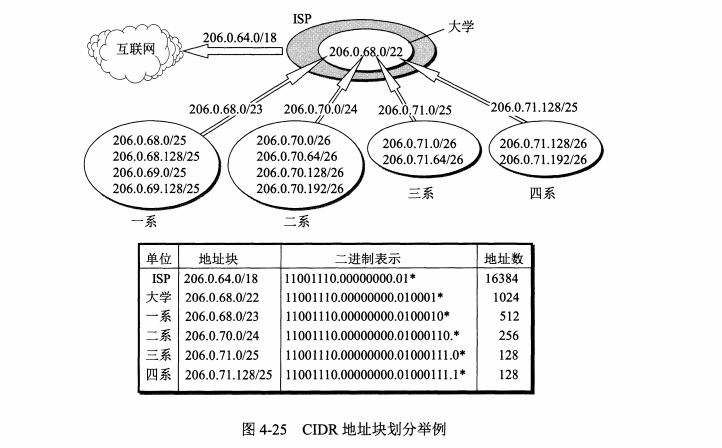 ISP
大学
互联网
206.0.64.0/18
206.0.68.0/22
206.0.68.0/23
206.0.70.0/24
206.0.71.0/25
206.0.71.128/25
206.0.68.0/25
206.0.68.128/25
206.0.69.0/25
206.0.69.128/25
一系
206.0.70.0/26
206.0.70.64/26
206.0.70.128/26
206.0.70.192/26
二系
206.0.71.0/26
206.0.71.64/26
三系
206.0.71.128/26
206.0.71.192/26
四系
单位 地址块 二进制表示 地址数
ISP 206.0.64.0/18 11001110.00000000.01* 16384
大学 206.0.68.0/22 11001110.00000000.010001* 1024
一系 206.0.68.0/23 11001110.00000000.0100010* 512
二系 206.0.70.0/24 11001110.00000000.01000110.* 256
三系 206.0.71.0/25 11001110.00000000.01000111.0* 128
四系 206.0.71.128/25 11001110.00000000.01000111.1* 128
图 4-25 CIDR 地址块划分举例